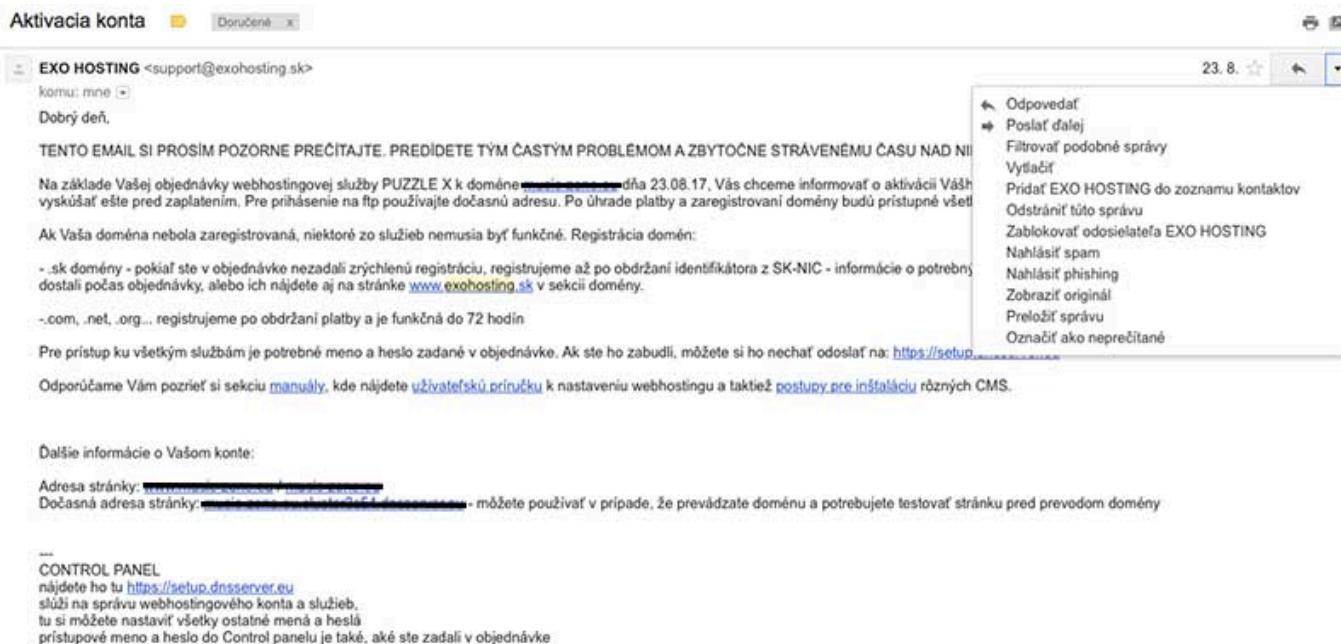 Aktivacia konta Doručené x
EXO HOSTING <support@exohosting.sk> 23. 8.
komu: mne
Dobrý deň,
TENTO EMAIL SI PROSÍM POZORNE PREČÍTAJTE. PREDÍDETE TÝM ČASTÝM PROBLÉMOM A ZBYTOČNE STRÁVENÉMU ČASU NAD
Na základe Vašej objednávky webhostingovej služby PUZZLE X k doméne dňa 23.08.17, Vás chceme informovať o aktivácii
vyskúšať ešte pred zaplatením. Pre prihásenie na ftp používajte dočasnú adresu. Po úhrade platby a zaregistrovaní domény budú prístupné
Ak Vaša doména nebola zaregistrovaná, niektoré zo služieb nemusia byť funkčné. Registrácia domén:
- .sk domény - pokiaľ ste v objednávke nezadali zrýchlenú registráciu, registrujeme až po obdržaní identifikátora z SK-NIC - informácie o
dostali počas objednávky, alebo ich nájdete aj na stránke www.exohosting.sk v sekcii domény.
-.com, .net, .org... registrujeme po obdržaní platby a je funkčná do 72 hodín
Pre prístup ku všetkým službám je potrebné meno a heslo zadané v objednávke. Ak ste ho zabudli, môžete si ho nechať odoslať na:
Odporúčame Vám pozrieť si sekciu manuály, kde nájdete užívateľskú príručku k nastaveniu webhostingu a taktiež postupy pre inštaláciu rôzných CMS.
Ďalšie informácie o Vašom konte:
Adresa stránky:
Dočasná adresa stránky: - môžete používať v prípade, že prevádzate doménu a potrebujete testovať stránku pred prevodom domény
---
CONTROL PANEL
nájdete ho tu https://setup.dnsserver.eu
slúži na správu webhostingového konta a služieb,
tu si môžete nastaviť všetky ostatné mená a heslá
prístupové meno a heslo do Control panelu je také, aké ste zadali v objednávke
Odpovedať
Poslať ďalej
Filtrovať podobné správy
Vytlačiť
Pridať EXO HOSTING do zoznamu kontaktov
Odstrániť túto správu
Zablokovať odosielateľa EXO HOSTING
Nahlásiť spam
Nahlásiť phishing
Zobraziť originál
Preložiť správu
Označiť ako neprečítané